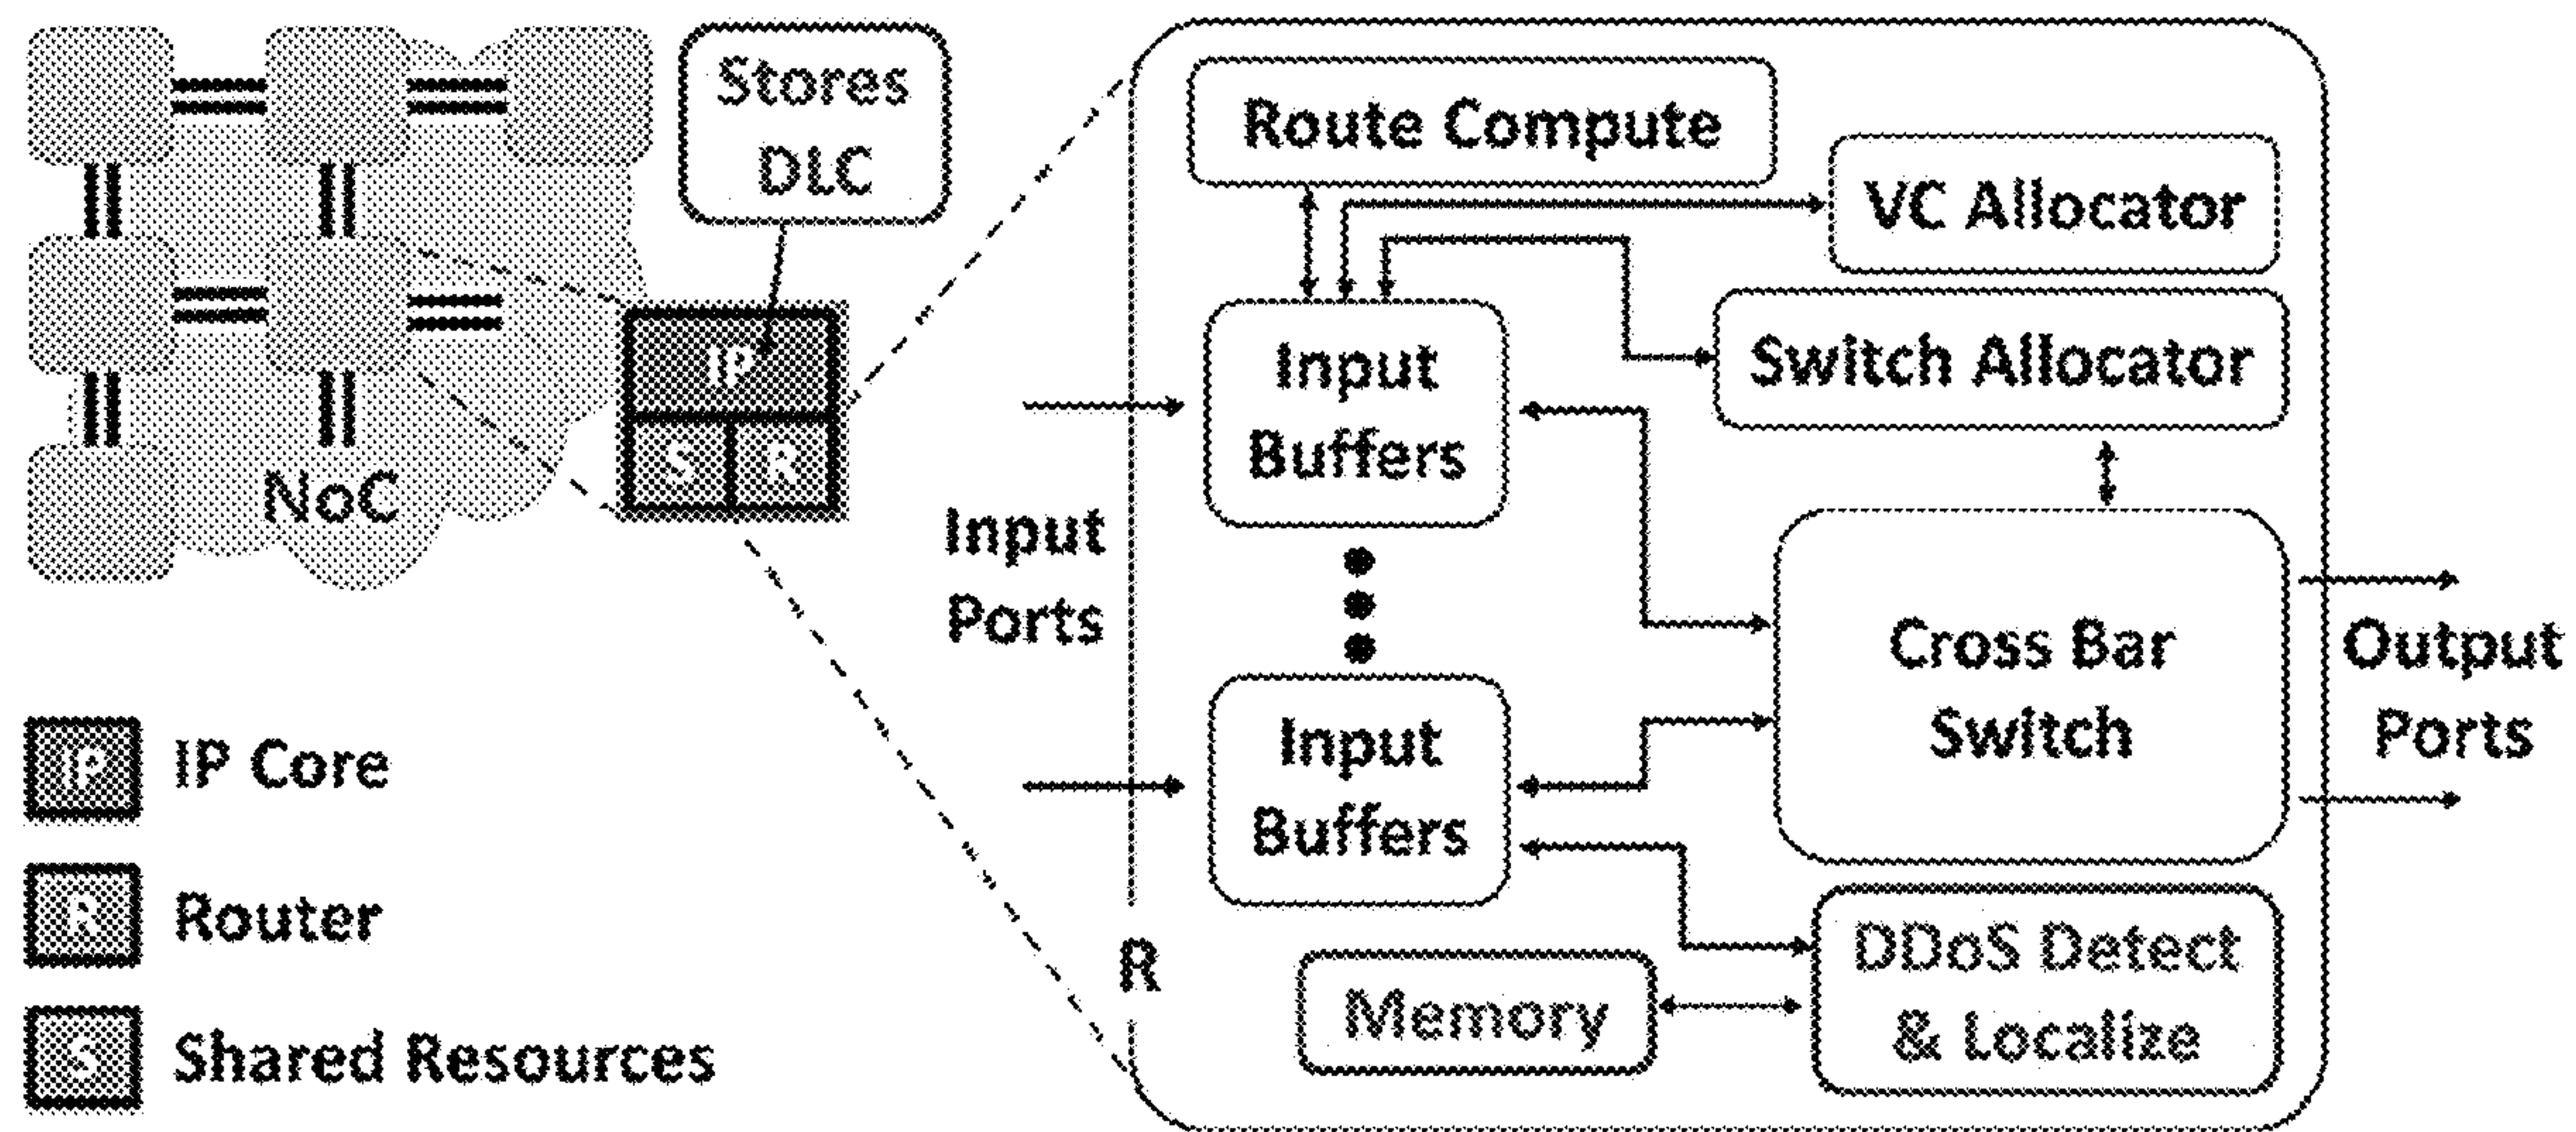 Stores
DLC
NoC
IP
S
R
IP
IP Core
R
Router
S
Shared Resources
Route Compute
VC Allocator
Switch Allocator
Input
Buffers
Input
Ports
Input
Buffers
Cross Bar
Switch
Output
Ports
R
Memory
DDoS Detect
& Localize